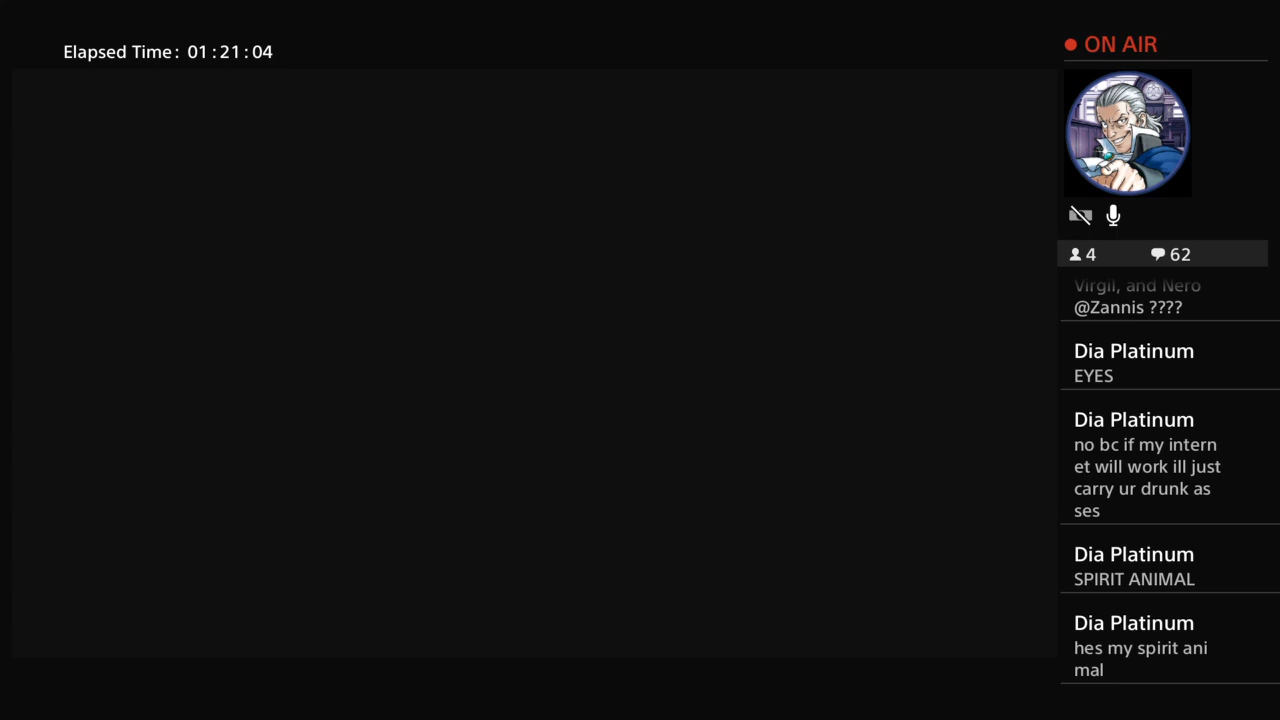 Elapsed Time: 01:21:04
ON AIR
4 62
Virgil, and Nero
@Zannis ????
Dia Platinum
EYES
Dia Platinum
no bc if my intern
et will work ill just
carry ur drunk as
ses
Dia Platinum
SPIRIT ANIMAL
Dia Platinum
hes my spirit ani
mal